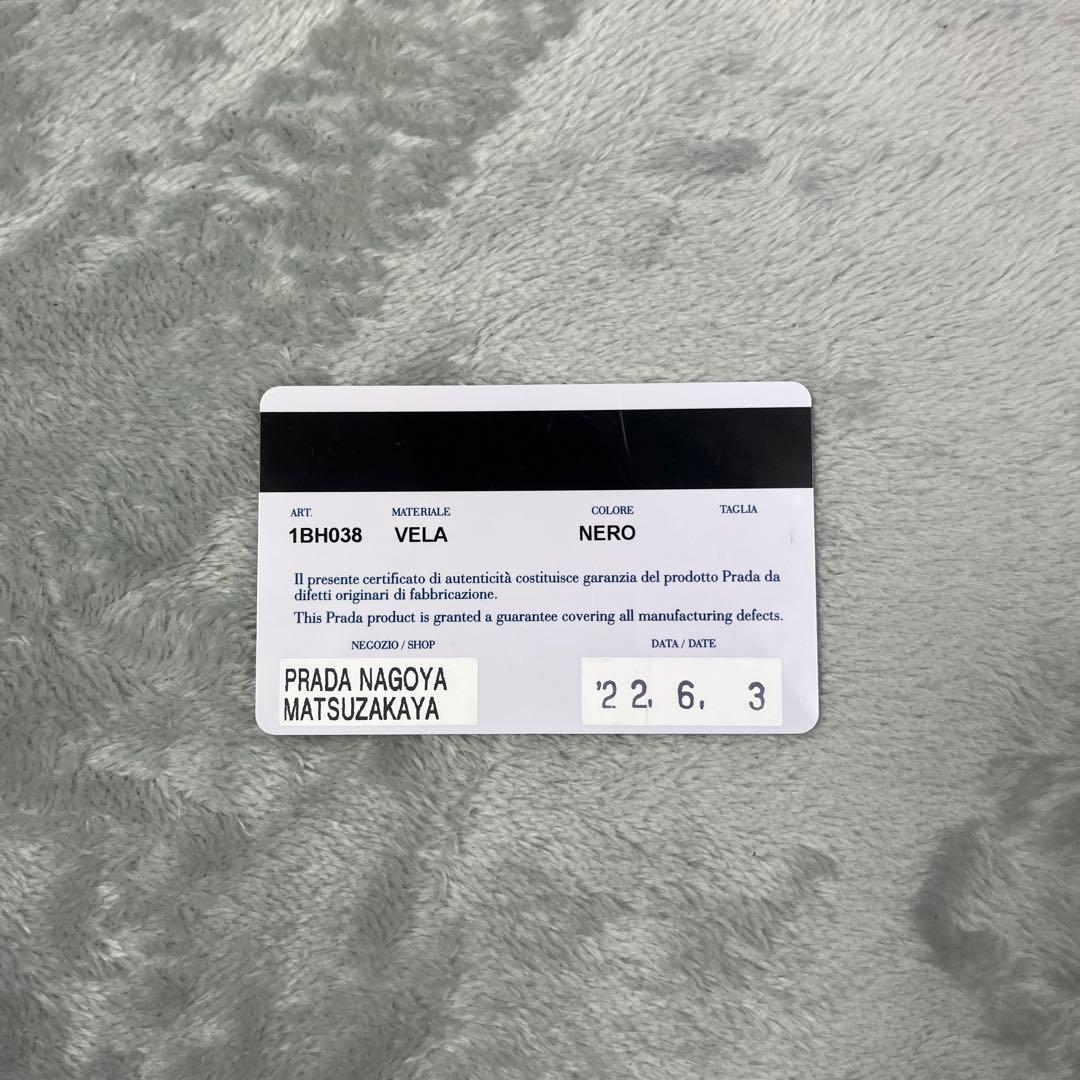 ART. MATERIALE COLORE TAGLIA
1BH038 VELA NERO
Il presente certificato di autenticità costituisce garanzia del prodotto Prada da
difetti originari di fabbricazione.
This Prada product is granted a guarantee covering all manufacturing defects.
NEGOZIO / SHOP DATA / DATE
PRADA NAGOYA
MATSUZAKAYA
'22. 6. 3